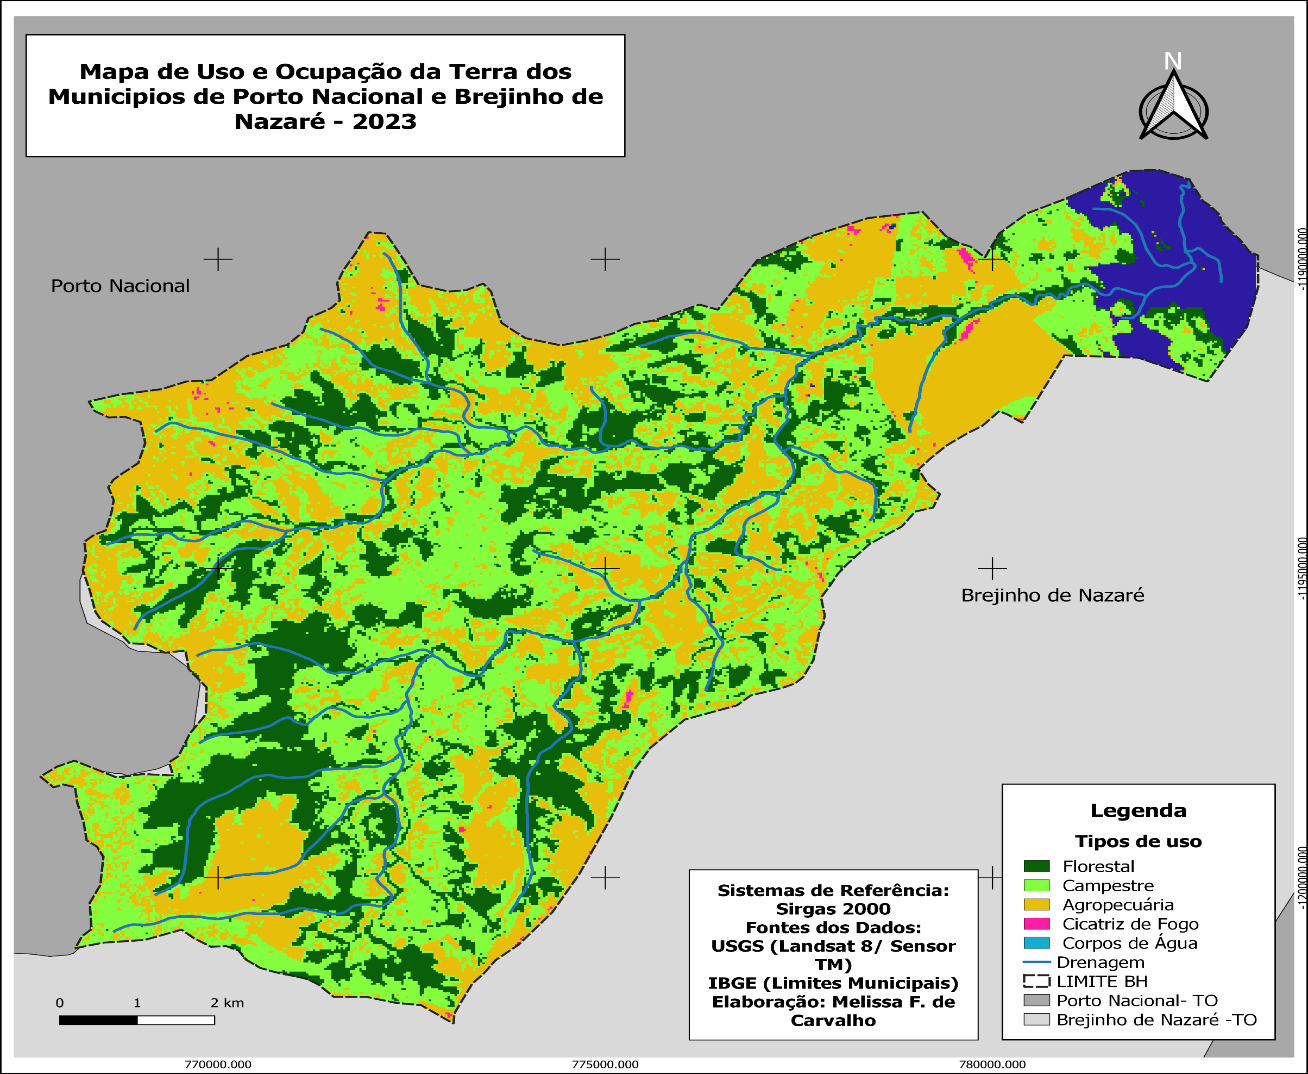 Mapa de Uso e Ocupação da Terra dos
Municipios de Porto Nacional e Brejinho de
Nazaré - 2023
N
Porto Nacional
Brejinho de Nazaré
-1190000.000
-1195000.000
-1200000.000
Legenda
Tipos de uso
Florestal
Campestre
Agropecuária
Cicatriz de Fogo
Corpos de Água
Drenagem
LIMITE BH
Porto Nacional- TO
Brejinho de Nazaré -TO
Sistemas de Referência:
Sirgas 2000
Fontes dos Dados:
USGS (Landsat 8/ Sensor
TM)
IBGE (Limites Municipais)
Elaboração: Melissa F. de
Carvalho
0 1 2 km
770000.000 775000.000 780000.000